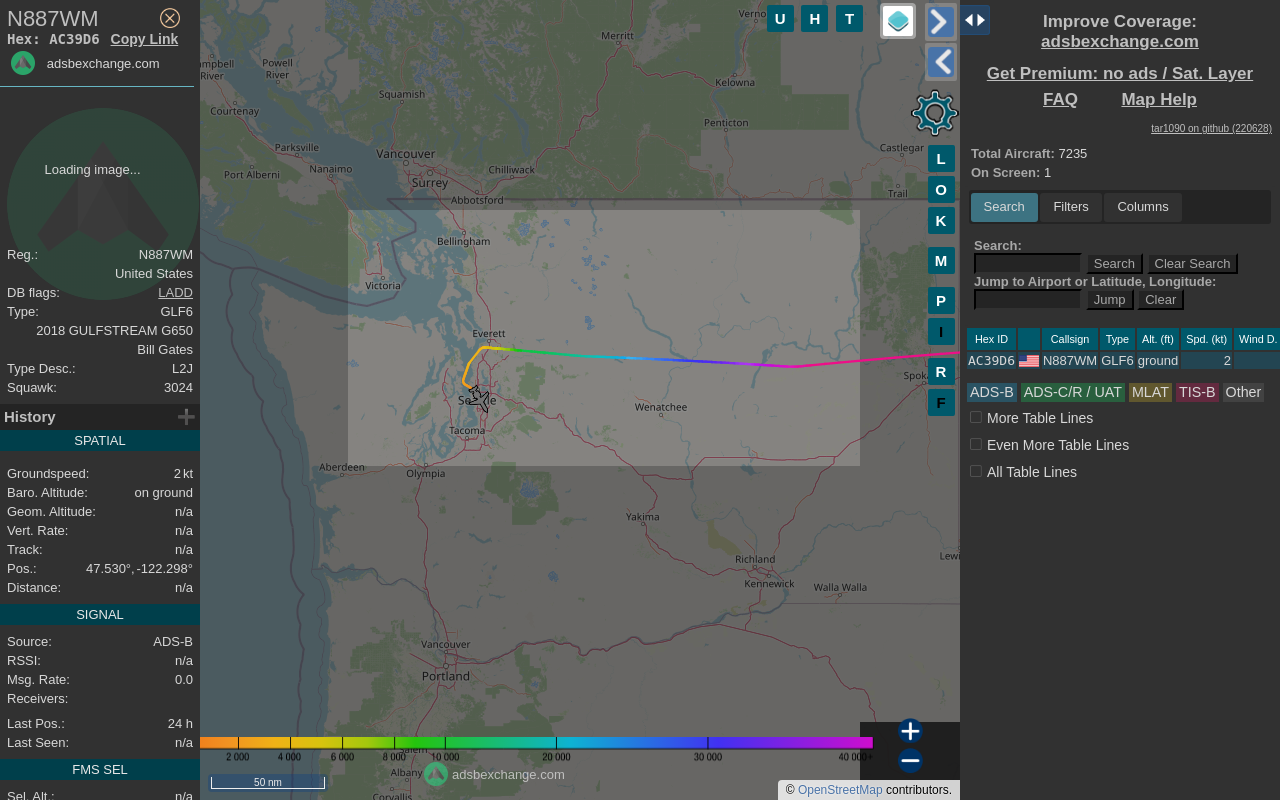 N887WM
Hex: AC39D6 Copy Link
adsbexchange.com
Loading image...
Reg.: N887WM
United States
DB flags: LADD
Type: GLF6
2018 GULFSTREAM G650
Bill Gates
Type Desc.: L2J
Squawk: 3024
History
SPATIAL
Groundspeed: 2 kt
Baro. Altitude: on ground
Geom. Altitude: n/a
Vert. Rate: n/a
Track: n/a
Pos.: 47.530°, -122.298°
Distance: n/a
SIGNAL
Source: ADS-B
RSSI: n/a
Msg. Rate: 0.0
Receivers:
Last Pos.: 24 h
Last Seen: n/a
FMS SEL
Sel. Alt.: n/a
U H T
L
O
K
M
P
I
R
F
Merritt
Powell
River
River
Squamish
Kelowna
Courtenay
Penticton
Parksville
Vancouver
Castlegar
Nanaimo
Port Alberni
Chilliwack
Surrey
Trail
Abbotsford
Bellingham
Victoria
Everett
Wenatchee
Tacoma
Aberdeen
Olympia
Yakima
Richland
Kennewick
Walla Walla
Vancouver
Portland
Albany
Corvallis
2 000 4 000 6 000 8 000 10 000 20 000 30 000 40 000+
50 nm
adsbexchange.com
© OpenStreetMap contributors.
Improve Coverage:
adsbexchange.com
Get Premium: no ads / Sat. Layer
FAQ Map Help
tar1090 on github (220628)
Total Aircraft: 7235
On Screen: 1
Search Filters Columns
Search:
Search Clear Search
Jump to Airport or Latitude, Longitude:
Jump Clear
Hex ID Callsign Type Alt. (ft) Spd. (kt) Wind D.
AC39D6 N887WM GLF6 ground 2
ADS-B ADS-C/R / UAT MLAT TIS-B Other
More Table Lines
Even More Table Lines
All Table Lines